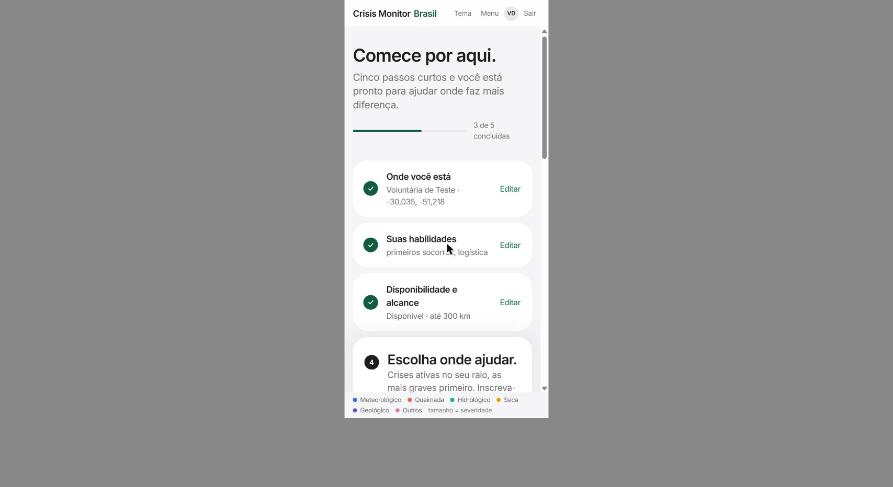 Crisis Monitor Brasil Tema Menu VD Sair
Comece por aqui.
Cinco passos curtos e você está
pronto para ajudar onde faz mais
diferença.
3 de 5
concluídas
Onde você está
Voluntária de Teste ·
-30,035, -51,218
Editar
Suas habilidades
primeiros socorros, logística
Editar
Disponibilidade e
alcance
Disponível · até 300 km
Editar
4
Escolha onde ajudar.
Crises ativas no seu raio, as
mais graves primeiro. Inscreva-
Meteorológico Queimada Hidrológico Seca
Geológico Outros tamanho = severidade